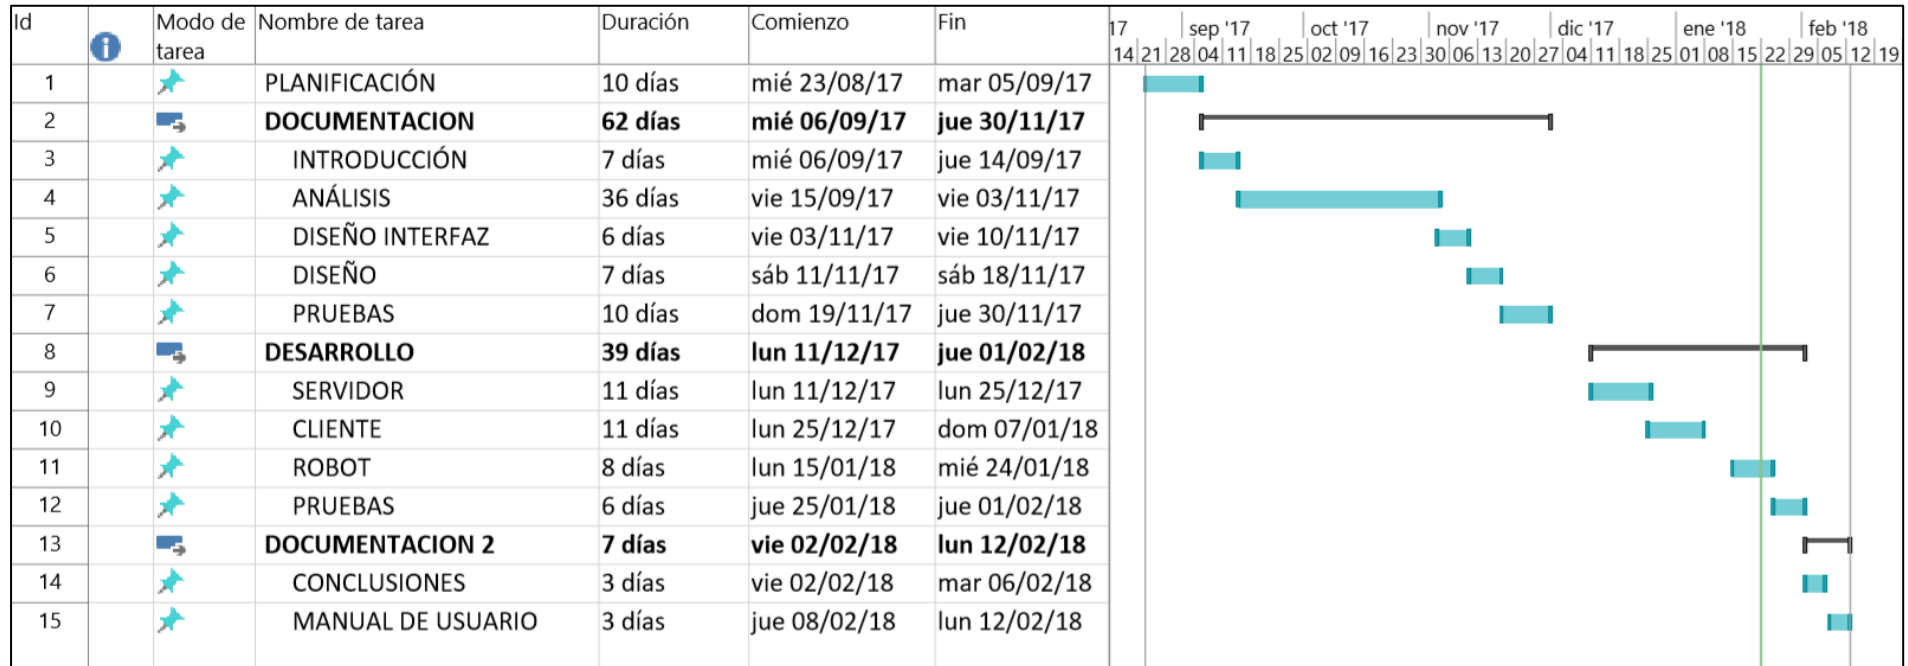 Id Modo de tarea Nombre de tarea Duración Comienzo Fin
17 sep '17 oct '17 nov '17 dic '17 ene '18 feb '18
14 21 28 04 11 18 25 02 09 16 23 30 06 13 20 27 04 11 18 25 01 08 15 22 29 05 12 19
1 PLANIFICACIÓN 10 días mié 23/08/17 mar 05/09/17
2 DOCUMENTACION 62 días mié 06/09/17 jue 30/11/17
3 INTRODUCCIÓN 7 días mié 06/09/17 jue 14/09/17
4 ANÁLISIS 36 días vie 15/09/17 vie 03/11/17
5 DISEÑO INTERFAZ 6 días vie 03/11/17 vie 10/11/17
6 DISEÑO 7 días sáb 11/11/17 sáb 18/11/17
7 PRUEBAS 10 días dom 19/11/17 jue 30/11/17
8 DESARROLLO 39 días lun 11/12/17 jue 01/02/18
9 SERVIDOR 11 días lun 11/12/17 lun 25/12/17
10 CLIENTE 11 días lun 25/12/17 dom 07/01/18
11 ROBOT 8 días lun 15/01/18 mié 24/01/18
12 PRUEBAS 6 días jue 25/01/18 jue 01/02/18
13 DOCUMENTACION 2 7 días vie 02/02/18 lun 12/02/18
14 CONCLUSIONES 3 días vie 02/02/18 mar 06/02/18
15 MANUAL DE USUARIO 3 días jue 08/02/18 lun 12/02/18